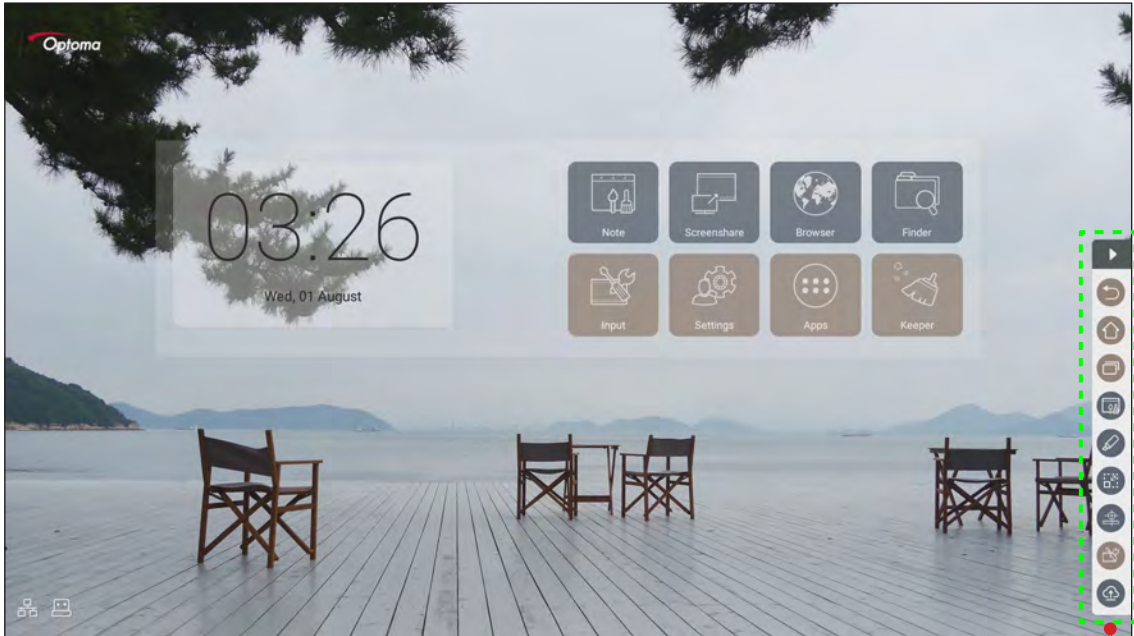 Optoma
03:26
Wed, 01 August
Note
Screenshare
Browser
Finder
Input
Settings
Apps
Keeper